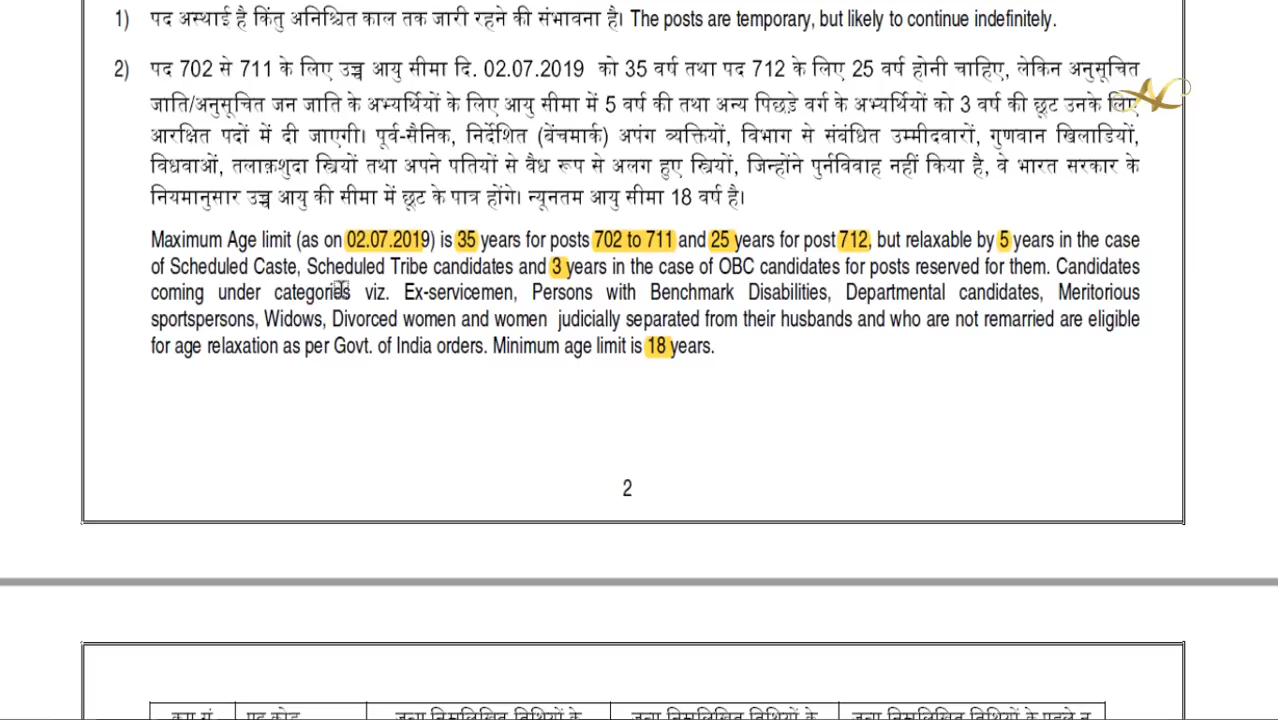 1) पद अस्थाई है किंतु अनिश्चित काल तक जारी रहने की संभावना है। The posts are temporary, but likely to continue indefinitely.
2) पद 702 से 711 के लिए उच्च आयु सीमा दि. 02.07.2019 को 35 वर्ष तथा पद 712 के लिए 25 वर्ष होनी चाहिए, लेकिन अनुसूचित
जाति/अनुसूचित जन जाति के अभ्यर्थियों के लिए आयु सीमा में 5 वर्ष की तथा अन्य पिछड़े वर्ग के अभ्यर्थियों को 3 वर्ष की छूट उनके लिए
आरक्षित पदों में दी जाएगी। पूर्व-सैनिक, निर्देशित (बेंचमार्क) अपंग व्यक्तियों, विभाग से संबंधित उम्मीदवारों, गुणवान खिलाडियों,
विधवाओं, तलाक़शुदा स्त्रियों तथा अपने पतियों से वैध रूप से अलग हुए स्त्रियों, जिन्होंने पुर्नविवाह नहीं किया है, वे भारत सरकार के
नियमानुसार उच्च आयु की सीमा में छूट के पात्र होंगे। न्यूनतम आयु सीमा 18 वर्ष है।
Maximum Age limit (as on 02.07.2019) is 35 years for posts 702 to 711 and 25 years for post 712, but relaxable by 5 years in the case
of Scheduled Caste, Scheduled Tribe candidates and 3 years in the case of OBC candidates for posts reserved for them. Candidates
coming under categories viz. Ex-servicemen, Persons with Benchmark Disabilities, Departmental candidates, Meritorious
sportspersons, Widows, Divorced women and women judicially separated from their husbands and who are not remarried are eligible
for age relaxation as per Govt. of India orders. Minimum age limit is 18 years.
2